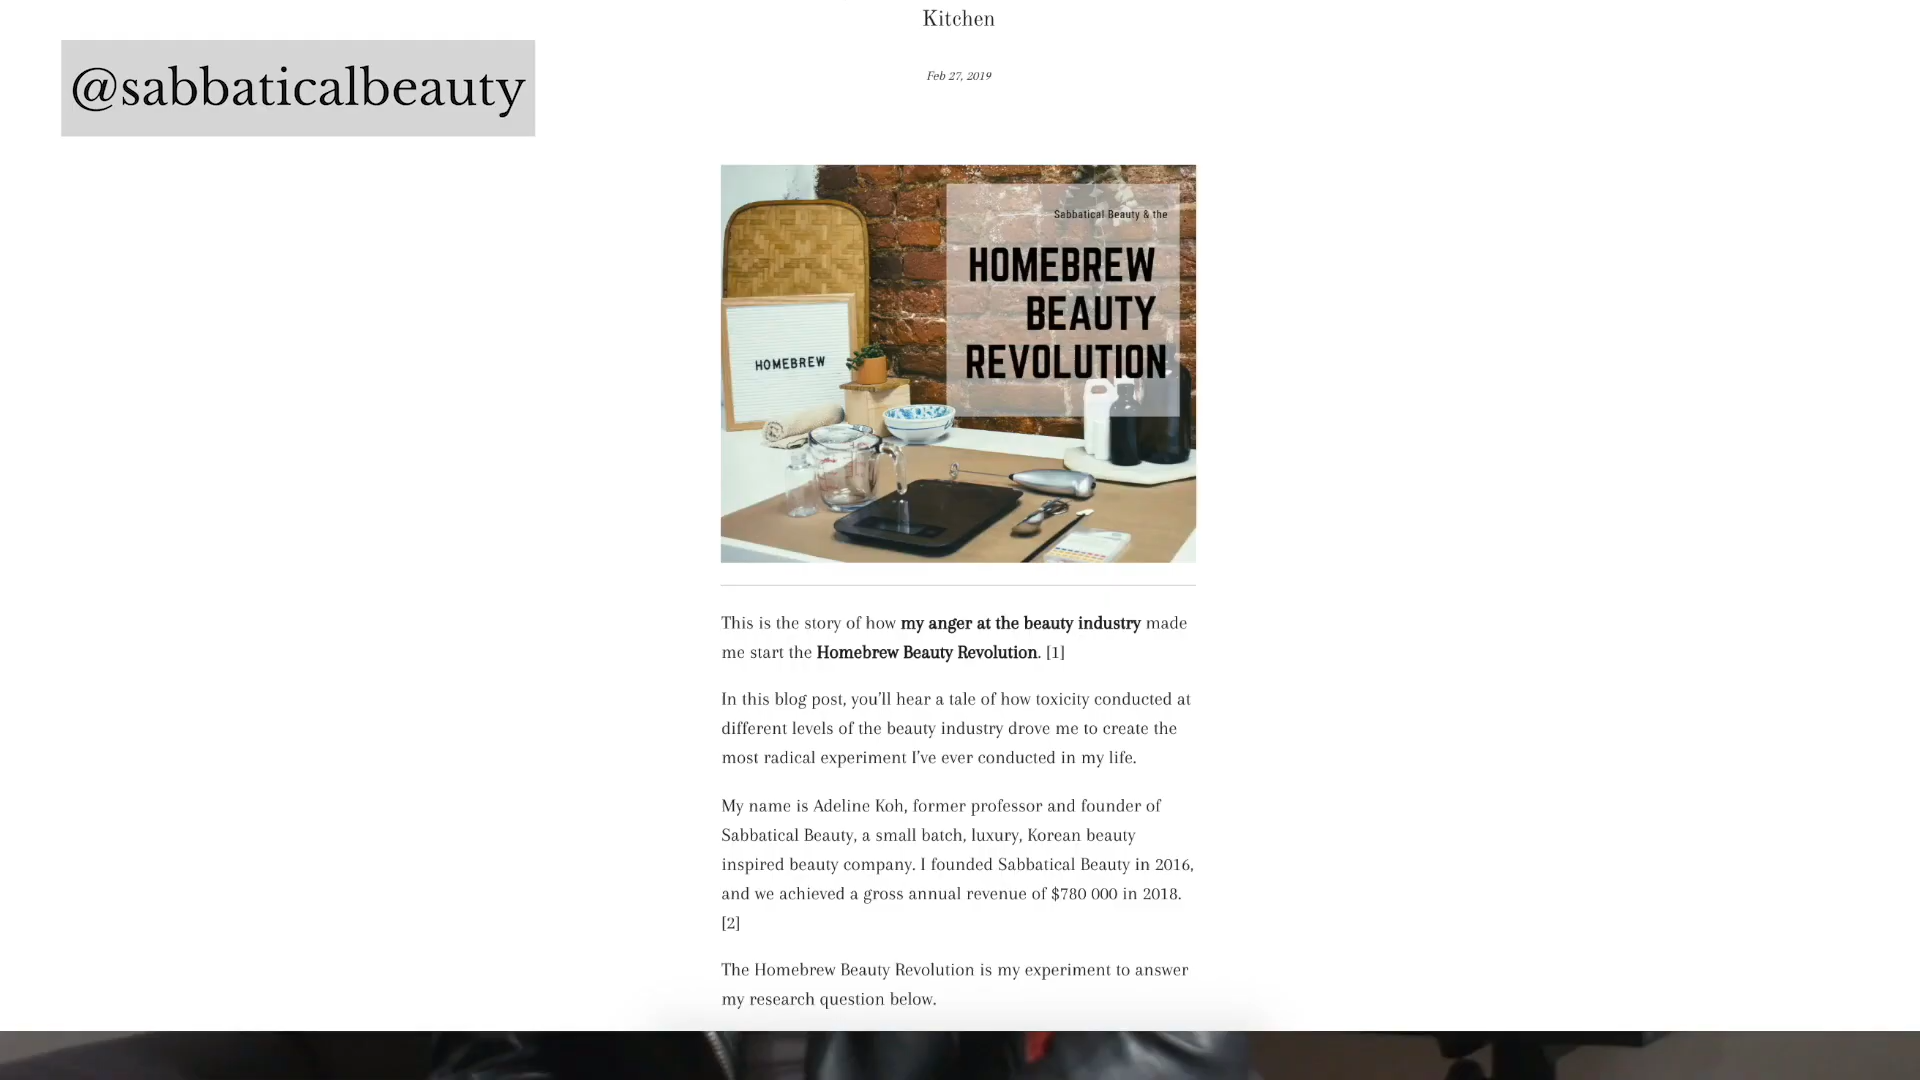 Kitchen
@sabbaticalbeauty
Feb 27, 2019
Sabbatical Beauty & the
HOMEBREW
BEAUTY
REVOLUTION
HOMEBREW
This is the story of how my anger at the beauty industry made
me start the Homebrew Beauty Revolution. [1]
In this blog post, you’ll hear a tale of how toxicity conducted at
different levels of the beauty industry drove me to create the
most radical experiment I’ve ever conducted in my life.
My name is Adeline Koh, former professor and founder of
Sabbatical Beauty, a small batch, luxury, Korean beauty
inspired beauty company. I founded Sabbatical Beauty in 2016,
and we achieved a gross annual revenue of $780 000 in 2018.
[2]
The Homebrew Beauty Revolution is my experiment to answer
my research question below.